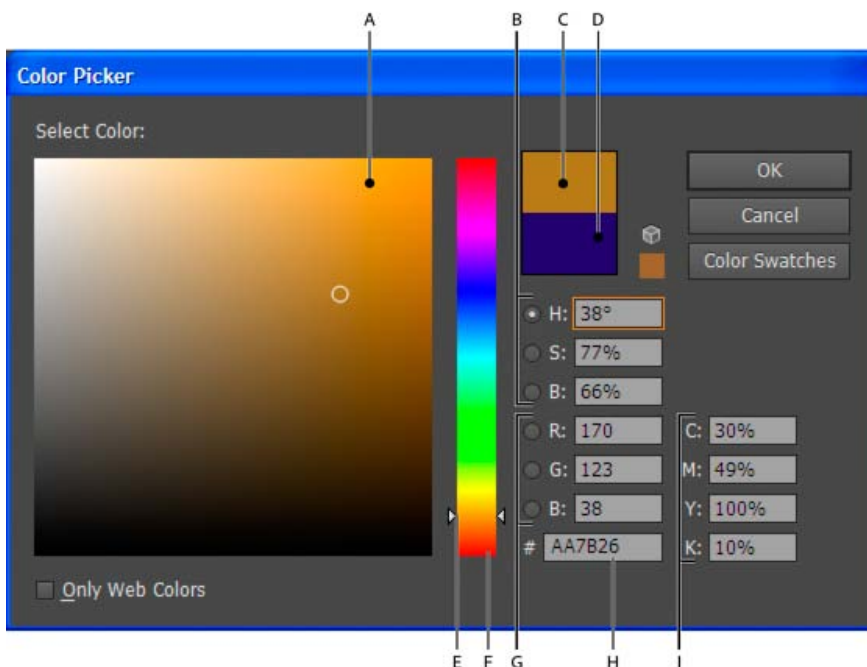 A B C D
Color Picker
Select Color:
OK
Cancel
Color Swatches
H: 38°
S: 77%
B: 66%
R: 170 C: 30%
G: 123 M: 49%
B: 38 Y: 100%
# AA7B26 K: 10%
Only Web Colors
E F G H I